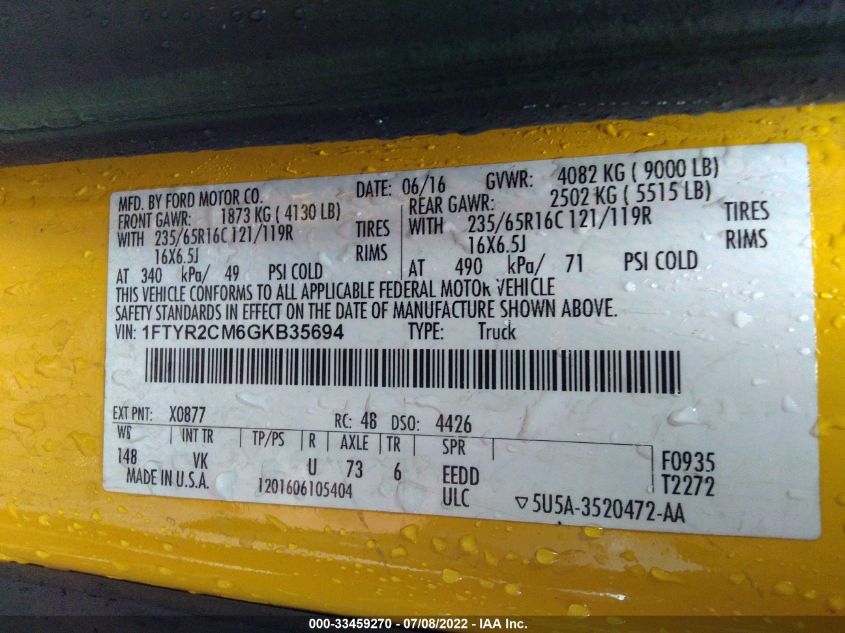 MFD. BY FORD MOTOR CO. DATE: 06/16 GVWR: 4082 KG ( 9000 LB)
FRONT GAWR: 1873 KG ( 4130 LB) REAR GAWR: 2502 KG ( 5515 LB)
WITH 235/65R16C 121/119R TIRES WITH 235/65R16C 121/119R TIRES
16X6.5J RIMS 16X6.5J RIMS
AT 340 kPa/ 49 PSI COLD AT 490 kPa/ 71 PSI COLD
THIS VEHICLE CONFORMS TO ALL APPLICABLE FEDERAL MOTOR VEHICLE
SAFETY STANDARDS IN EFFECT ON THE DATE OF MANUFACTURE SHOWN ABOVE.
VIN: 1FTYR2CM6GKB35694 TYPE: Truck
EXT PNT: X0877 RC: 48 DSO: 4426
WB INT TR TP/PS R AXLE TR SPR
148 VK U 73 6 EEDD F0935
MADE IN U.S.A. 1201606105404 ULC T2272
▽5U5A-3520472-AA
000-33459270 - 07/08/2022 - IAA Inc.